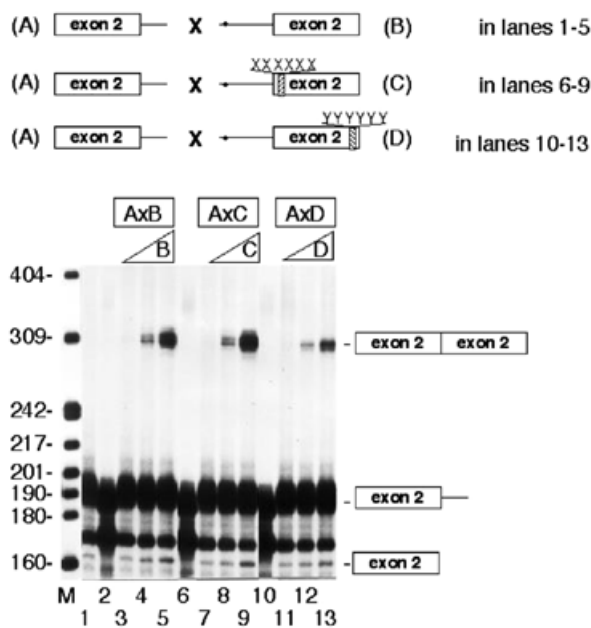 (A) exon 2 X exon 2 (B) in lanes 1-5
XXXXXX
(A) exon 2 X exon 2 (C) in lanes 6-9
YYYYYY
(A) exon 2 X exon 2 (D) in lanes 10-13
AxB AxC AxD
B C D
404-
309- - exon 2 exon 2
242-
217-
201-
190- - exon 2
180-
160- - exon 2
M 2 4 6 8 10 12
1 3 5 7 9 11 13